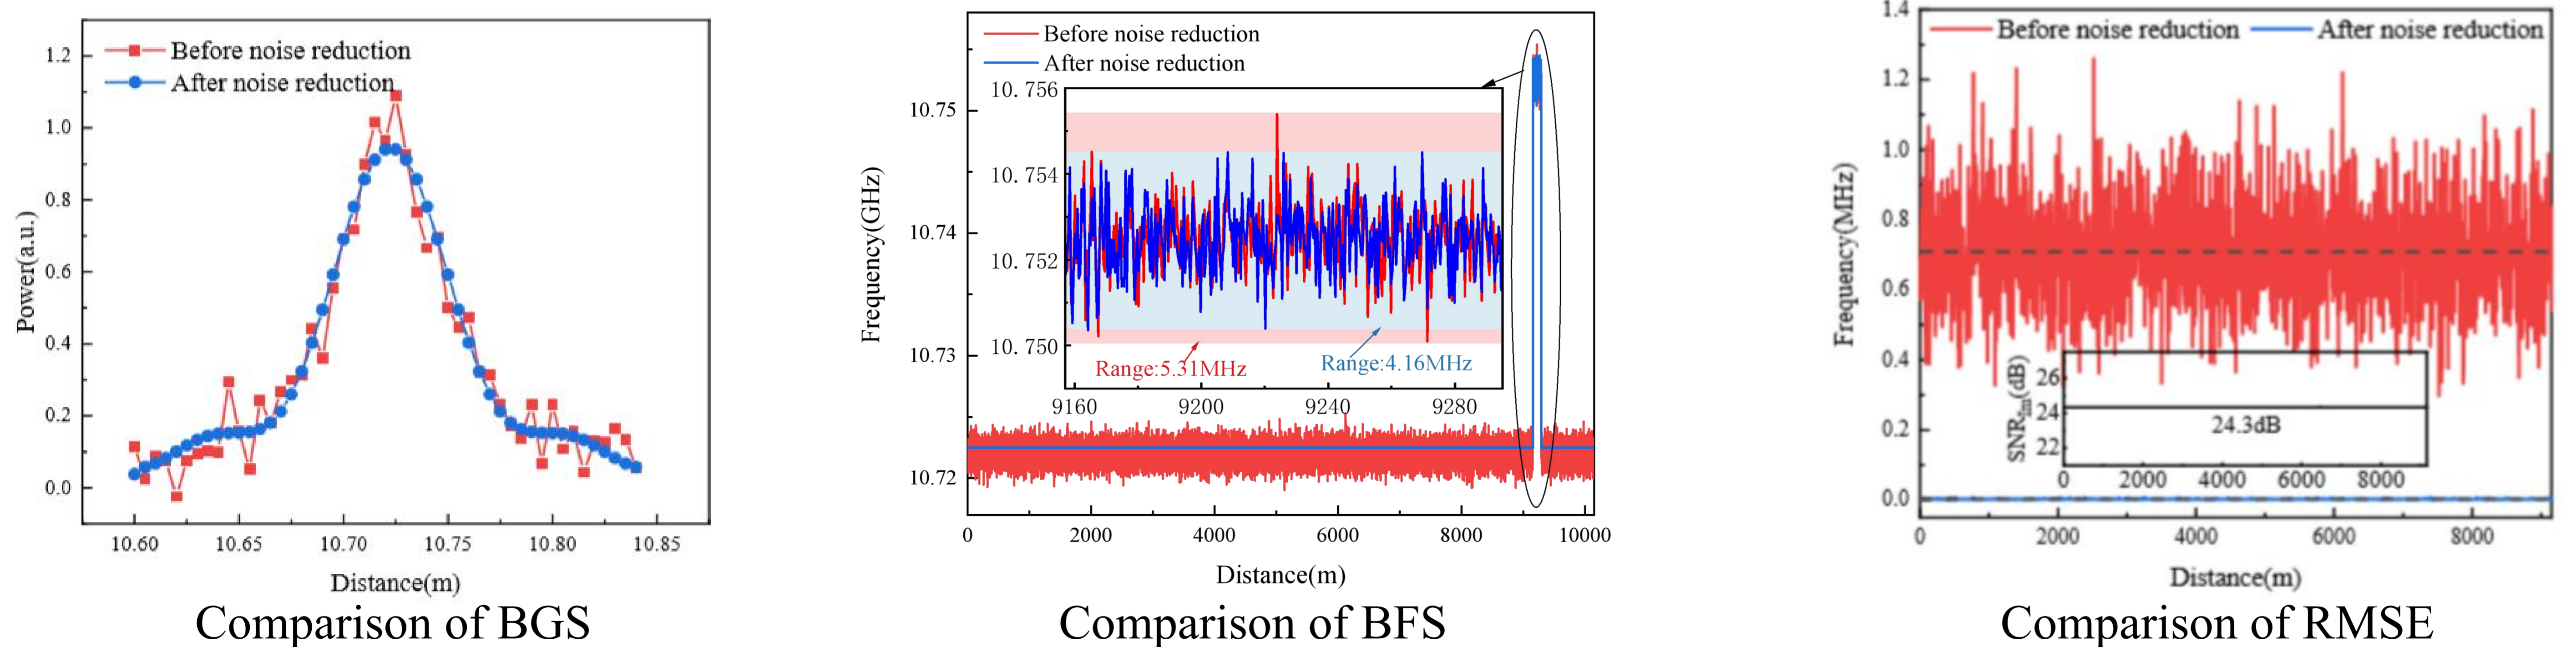 Before noise reduction
After noise reduction
1.2
1.0
0.8
0.6
0.4
0.2
0.0
Power(a.u.)
10.60 10.65 10.70 10.75 10.80 10.85
Distance(m)
Comparison of BGS
Before noise reduction
After noise reduction
10.75
10.74
10.73
10.72
Frequency(GHz)
10.756
10.754
10.752
10.750
Range:5.31MHz
Range:4.16MHz
9160 9200 9240 9280
0 2000 4000 6000 8000 10000
Distance(m)
Comparison of BFS
Before noise reduction After noise reduction
1.4
1.2
1.0
0.8
0.6
0.4
0.2
0.0
Frequency(MHz)
SNRim(dB)
26
24
22
24.3dB
0 2000 4000 6000 8000
0 2000 4000 6000 8000
Distance(m)
Comparison of RMSE